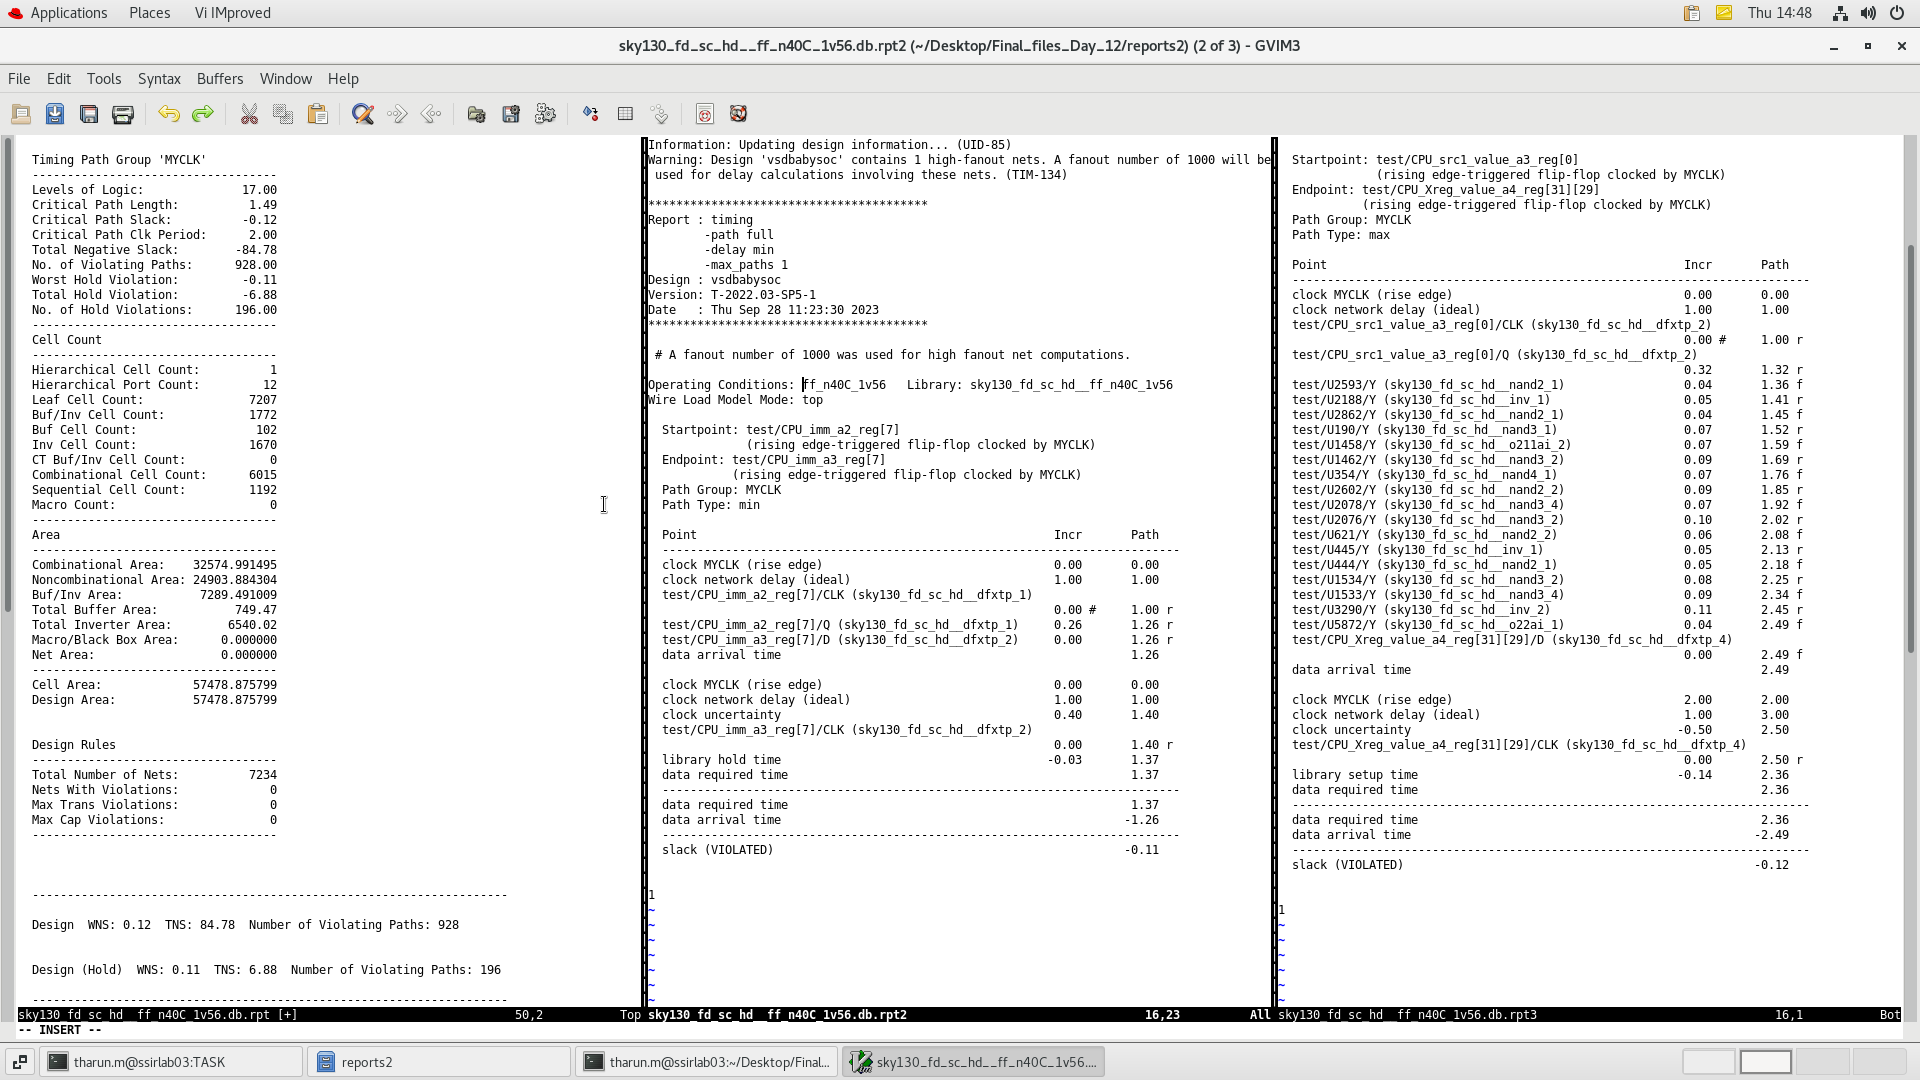 Applications Places Vi IMproved Thu 14:48
sky130_fd_sc_hd__ff_n40C_1v56.db.rpt2 (~/Desktop/Final_files_Day_12/reports2) (2 of 3) - GVIM3
File Edit Tools Syntax Buffers Window Help
Timing Path Group 'MYCLK'
-----------------------------------
Levels of Logic: 17.00
Critical Path Length: 1.49
Critical Path Slack: -0.12
Critical Path Clk Period: 2.00
Total Negative Slack: -84.78
No. of Violating Paths: 928.00
Worst Hold Violation: -0.11
Total Hold Violation: -6.88
No. of Hold Violations: 196.00
-----------------------------------
Cell Count
-----------------------------------
Hierarchical Cell Count: 1
Hierarchical Port Count: 12
Leaf Cell Count: 7207
Buf/Inv Cell Count: 1772
Buf Cell Count: 102
Inv Cell Count: 1670
CT Buf/Inv Cell Count: 0
Combinational Cell Count: 6015
Sequential Cell Count: 1192
Macro Count: 0
-----------------------------------
Area
-----------------------------------
Combinational Area: 32574.991495
Noncombinational Area: 24903.884304
Buf/Inv Area: 7289.491009
Total Buffer Area: 749.47
Total Inverter Area: 6540.02
Macro/Black Box Area: 0.000000
Net Area: 0.000000
-----------------------------------
Cell Area: 57478.875799
Design Area: 57478.875799
Design Rules
-----------------------------------
Total Number of Nets: 7234
Nets With Violations: 0
Max Trans Violations: 0
Max Cap Violations: 0
-----------------------------------
--------------------------------------------------------------------
Design WNS: 0.12 TNS: 84.78 Number of Violating Paths: 928
Design (Hold) WNS: 0.11 TNS: 6.88 Number of Violating Paths: 196
--------------------------------------------------------------------
sky130_fd_sc_hd__ff_n40C_1v56.db.rpt [+] 50,2 Top
-- INSERT --
Information: Updating design information... (UID-85)
Warning: Design 'vsdbabysoc' contains 1 high-fanout nets. A fanout number of 1000 will be
used for delay calculations involving these nets. (TIM-134)
****************************************
Report : timing
-path full
-delay min
-max_paths 1
Design : vsdbabysoc
Version: T-2022.03-SP5-1
Date : Thu Sep 28 11:23:30 2023
****************************************
# A fanout number of 1000 was used for high fanout net computations.
Operating Conditions: ff_n40C_1v56 Library: sky130_fd_sc_hd__ff_n40C_1v56
Wire Load Model Mode: top
Startpoint: test/CPU_imm_a2_reg[7]
(rising edge-triggered flip-flop clocked by MYCLK)
Endpoint: test/CPU_imm_a3_reg[7]
(rising edge-triggered flip-flop clocked by MYCLK)
Path Group: MYCLK
Path Type: min
Point Incr Path
--------------------------------------------------------------------------
clock MYCLK (rise edge) 0.00 0.00
clock network delay (ideal) 1.00 1.00
test/CPU_imm_a2_reg[7]/CLK (sky130_fd_sc_hd__dfxtp_1)
0.00 # 1.00 r
test/CPU_imm_a2_reg[7]/Q (sky130_fd_sc_hd__dfxtp_1) 0.26 1.26 r
test/CPU_imm_a3_reg[7]/D (sky130_fd_sc_hd__dfxtp_2) 0.00 1.26 r
data arrival time 1.26
clock MYCLK (rise edge) 0.00 0.00
clock network delay (ideal) 1.00 1.00
clock uncertainty 0.40 1.40
test/CPU_imm_a3_reg[7]/CLK (sky130_fd_sc_hd__dfxtp_2)
0.00 1.40 r
library hold time -0.03 1.37
data required time 1.37
--------------------------------------------------------------------------
data required time 1.37
data arrival time -1.26
--------------------------------------------------------------------------
slack (VIOLATED) -0.11
1
~
~
~
~
~
~
~
sky130_fd_sc_hd__ff_n40C_1v56.db.rpt2 16,23 All
Startpoint: test/CPU_src1_value_a3_reg[0]
(rising edge-triggered flip-flop clocked by MYCLK)
Endpoint: test/CPU_Xreg_value_a4_reg[31][29]
(rising edge-triggered flip-flop clocked by MYCLK)
Path Group: MYCLK
Path Type: max
Point Incr Path
--------------------------------------------------------------------------
clock MYCLK (rise edge) 0.00 0.00
clock network delay (ideal) 1.00 1.00
test/CPU_src1_value_a3_reg[0]/CLK (sky130_fd_sc_hd__dfxtp_2)
0.00 # 1.00 r
test/CPU_src1_value_a3_reg[0]/Q (sky130_fd_sc_hd__dfxtp_2)
0.32 1.32 r
test/U2593/Y (sky130_fd_sc_hd__nand2_1) 0.04 1.36 f
test/U2188/Y (sky130_fd_sc_hd__inv_1) 0.05 1.41 r
test/U2862/Y (sky130_fd_sc_hd__nand2_1) 0.04 1.45 f
test/U190/Y (sky130_fd_sc_hd__nand3_1) 0.07 1.52 r
test/U1458/Y (sky130_fd_sc_hd__o211ai_2) 0.07 1.59 f
test/U1462/Y (sky130_fd_sc_hd__nand3_2) 0.09 1.69 r
test/U354/Y (sky130_fd_sc_hd__nand4_1) 0.07 1.76 f
test/U2602/Y (sky130_fd_sc_hd__nand2_2) 0.09 1.85 r
test/U2078/Y (sky130_fd_sc_hd__nand3_4) 0.07 1.92 f
test/U2076/Y (sky130_fd_sc_hd__nand3_2) 0.10 2.02 r
test/U621/Y (sky130_fd_sc_hd__nand2_2) 0.06 2.08 f
test/U445/Y (sky130_fd_sc_hd__inv_1) 0.05 2.13 r
test/U444/Y (sky130_fd_sc_hd__nand2_1) 0.05 2.18 f
test/U1534/Y (sky130_fd_sc_hd__nand3_2) 0.08 2.25 r
test/U1533/Y (sky130_fd_sc_hd__nand3_4) 0.09 2.34 f
test/U3290/Y (sky130_fd_sc_hd__inv_2) 0.11 2.45 r
test/U5872/Y (sky130_fd_sc_hd__o22ai_1) 0.04 2.49 f
test/CPU_Xreg_value_a4_reg[31][29]/D (sky130_fd_sc_hd__dfxtp_4)
0.00 2.49 f
data arrival time 2.49
clock MYCLK (rise edge) 2.00 2.00
clock network delay (ideal) 1.00 3.00
clock uncertainty -0.50 2.50
test/CPU_Xreg_value_a4_reg[31][29]/CLK (sky130_fd_sc_hd__dfxtp_4)
0.00 2.50 r
library setup time -0.14 2.36
data required time 2.36
--------------------------------------------------------------------------
data required time 2.36
data arrival time -2.49
--------------------------------------------------------------------------
slack (VIOLATED) -0.12
1
~
~
~
~
~
~
sky130_fd_sc_hd__ff_n40C_1v56.db.rpt3 16,1 Bot
tharun.m@ssirlab03:TASK reports2 tharun.m@ssirlab03:~/Desktop/Final... sky130_fd_sc_hd__ff_n40C_1v56....